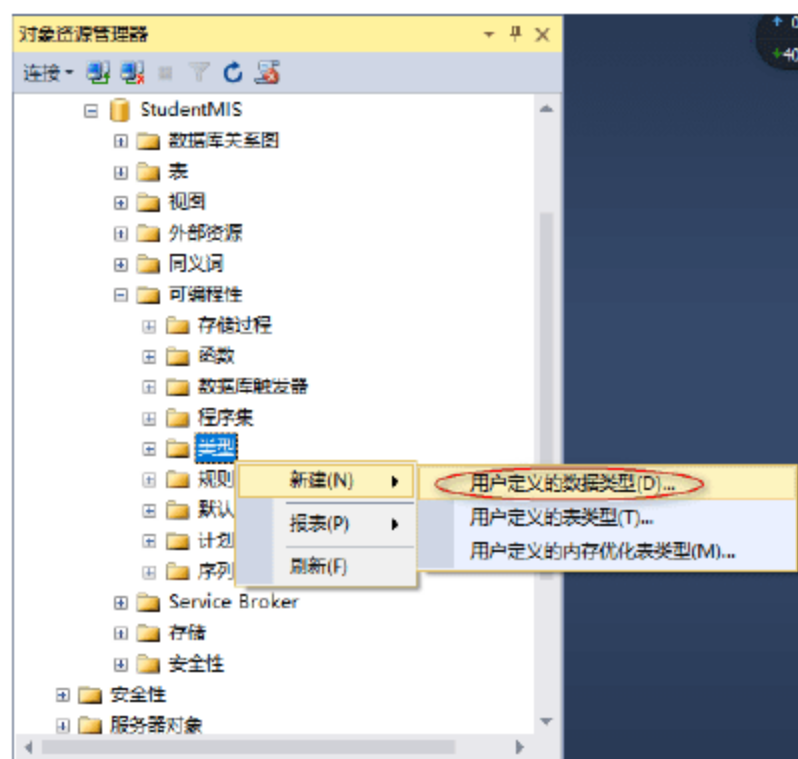 对象资源管理器
连接
StudentMIS
数据库关系图
表
视图
外部资源
同义词
可编程性
存储过程
函数
数据库触发器
程序集
类型
规则
新建(N)
用户定义的数据类型(D)...
默认
报表(P)
用户定义的表类型(T)...
计划
用户定义的内存优化表类型(M)...
序列
刷新(F)
Service Broker
存储
安全性
安全性
服务器对象